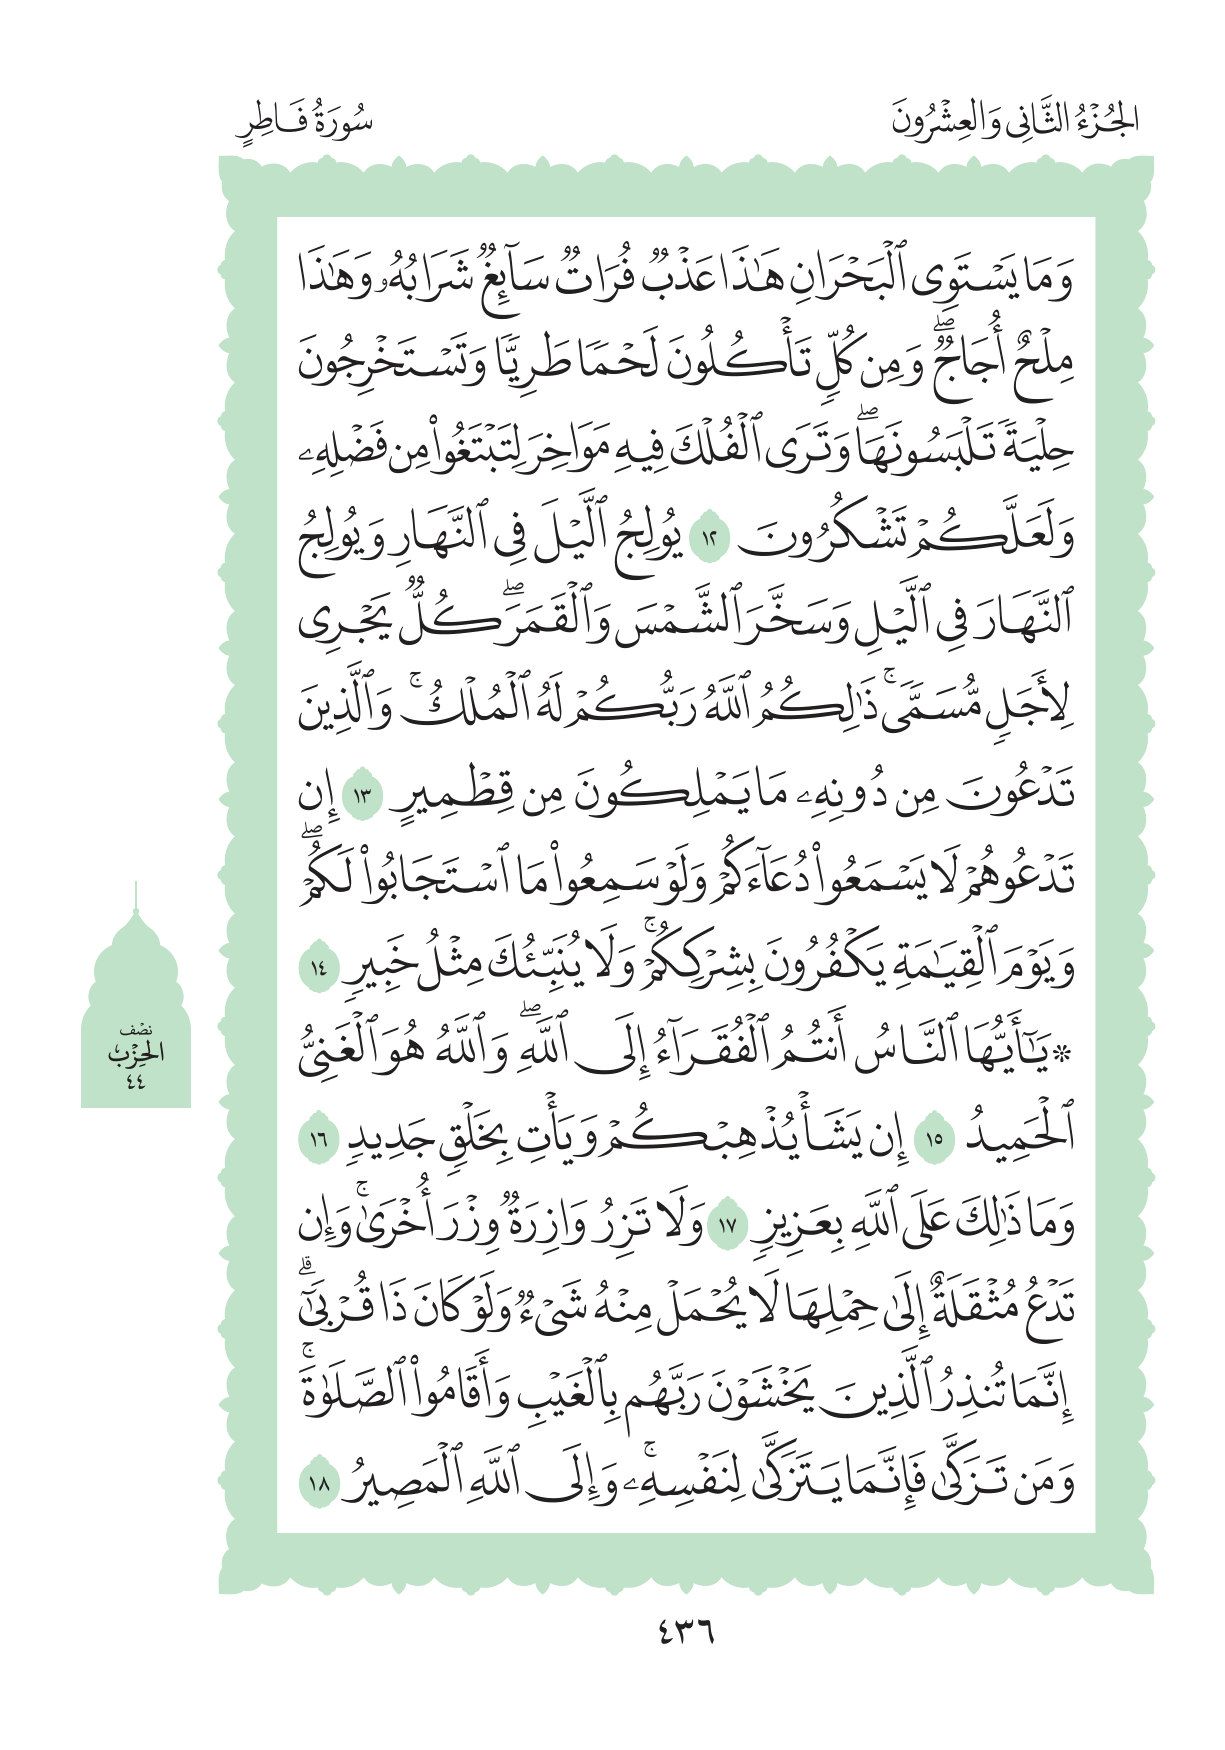 الجُزْءُ الثَّانِي وَالعِشْرُونَ
سُورَةُ فَاطِرٍ
وَمَا يَسْتَوِي ٱلْبَحْرَانِ هَٰذَا عَذْبٌ فُرَاتٌ سَآئِغٌ شَرَابُهُۥ وَهَٰذَا
مِلْحٌ أُجَاجٌۖ وَمِن كُلٍّ تَأْكُلُونَ لَحْمًا طَرِيًّا وَتَسْتَخْرِجُونَ
حِلْيَةً تَلْبَسُونَهَاۖ وَتَرَى ٱلْفُلْكَ فِيهِ مَوَاخِرَ لِتَبْتَغُوا۟ مِن فَضْلِهِۦ
وَلَعَلَّكُمْ تَشْكُرُونَ ١٢ يُولِجُ ٱلَّيْلَ فِي ٱلنَّهَارِ وَيُولِجُ
ٱلنَّهَارَ فِي ٱلَّيْلِ وَسَخَّرَ ٱلشَّمْسَ وَٱلْقَمَرَۖ كُلٌّ يَجْرِي
لِأَجَلٍ مُّسَمًّىۚ ذَٰلِكُمُ ٱللَّهُ رَبُّكُمْ لَهُ ٱلْمُلْكُۚ وَٱلَّذِينَ
تَدْعُونَ مِن دُونِهِۦ مَا يَمْلِكُونَ مِن قِطْمِيرٍ ١٣ إِن
تَدْعُوهُمْ لَا يَسْمَعُوا۟ دُعَآءَكُمْ وَلَوْ سَمِعُوا۟ مَا ٱسْتَجَابُوا۟ لَكُمْۖ
وَيَوْمَ ٱلْقِيَٰمَةِ يَكْفُرُونَ بِشِرْكِكُمْۚ وَلَا يُنَبِّئُكَ مِثْلُ خَبِيرٍ ١٤
۞ يَٰٓأَيُّهَا ٱلنَّاسُ أَنتُمُ ٱلْفُقَرَآءُ إِلَى ٱللَّهِۖ وَٱللَّهُ هُوَ ٱلْغَنِيُّ
ٱلْحَمِيدُ ١٥ إِن يَشَأْ يُذْهِبْكُمْ وَيَأْتِ بِخَلْقٍ جَدِيدٍ ١٦
وَمَا ذَٰلِكَ عَلَى ٱللَّهِ بِعَزِيزٍ ١٧ وَلَا تَزِرُ وَازِرَةٌ وِزْرَ أُخْرَىٰۚ وَإِن
تَدْعُ مُثْقَلَةٌ إِلَىٰ حِمْلِهَا لَا يُحْمَلْ مِنْهُ شَيْءٌ وَلَوْ كَانَ ذَا قُرْبَىٰٓۗ
إِنَّمَا تُنذِرُ ٱلَّذِينَ يَخْشَوْنَ رَبَّهُم بِٱلْغَيْبِ وَأَقَامُوا۟ ٱلصَّلَوٰةَۚ
وَمَن تَزَكَّىٰ فَإِنَّمَا يَتَزَكَّىٰ لِنَفْسِهِۦۚ وَإِلَى ٱللَّهِ ٱلْمَصِيرُ ١٨
نصْف
الحِزْب
٤٤
٤٣٦